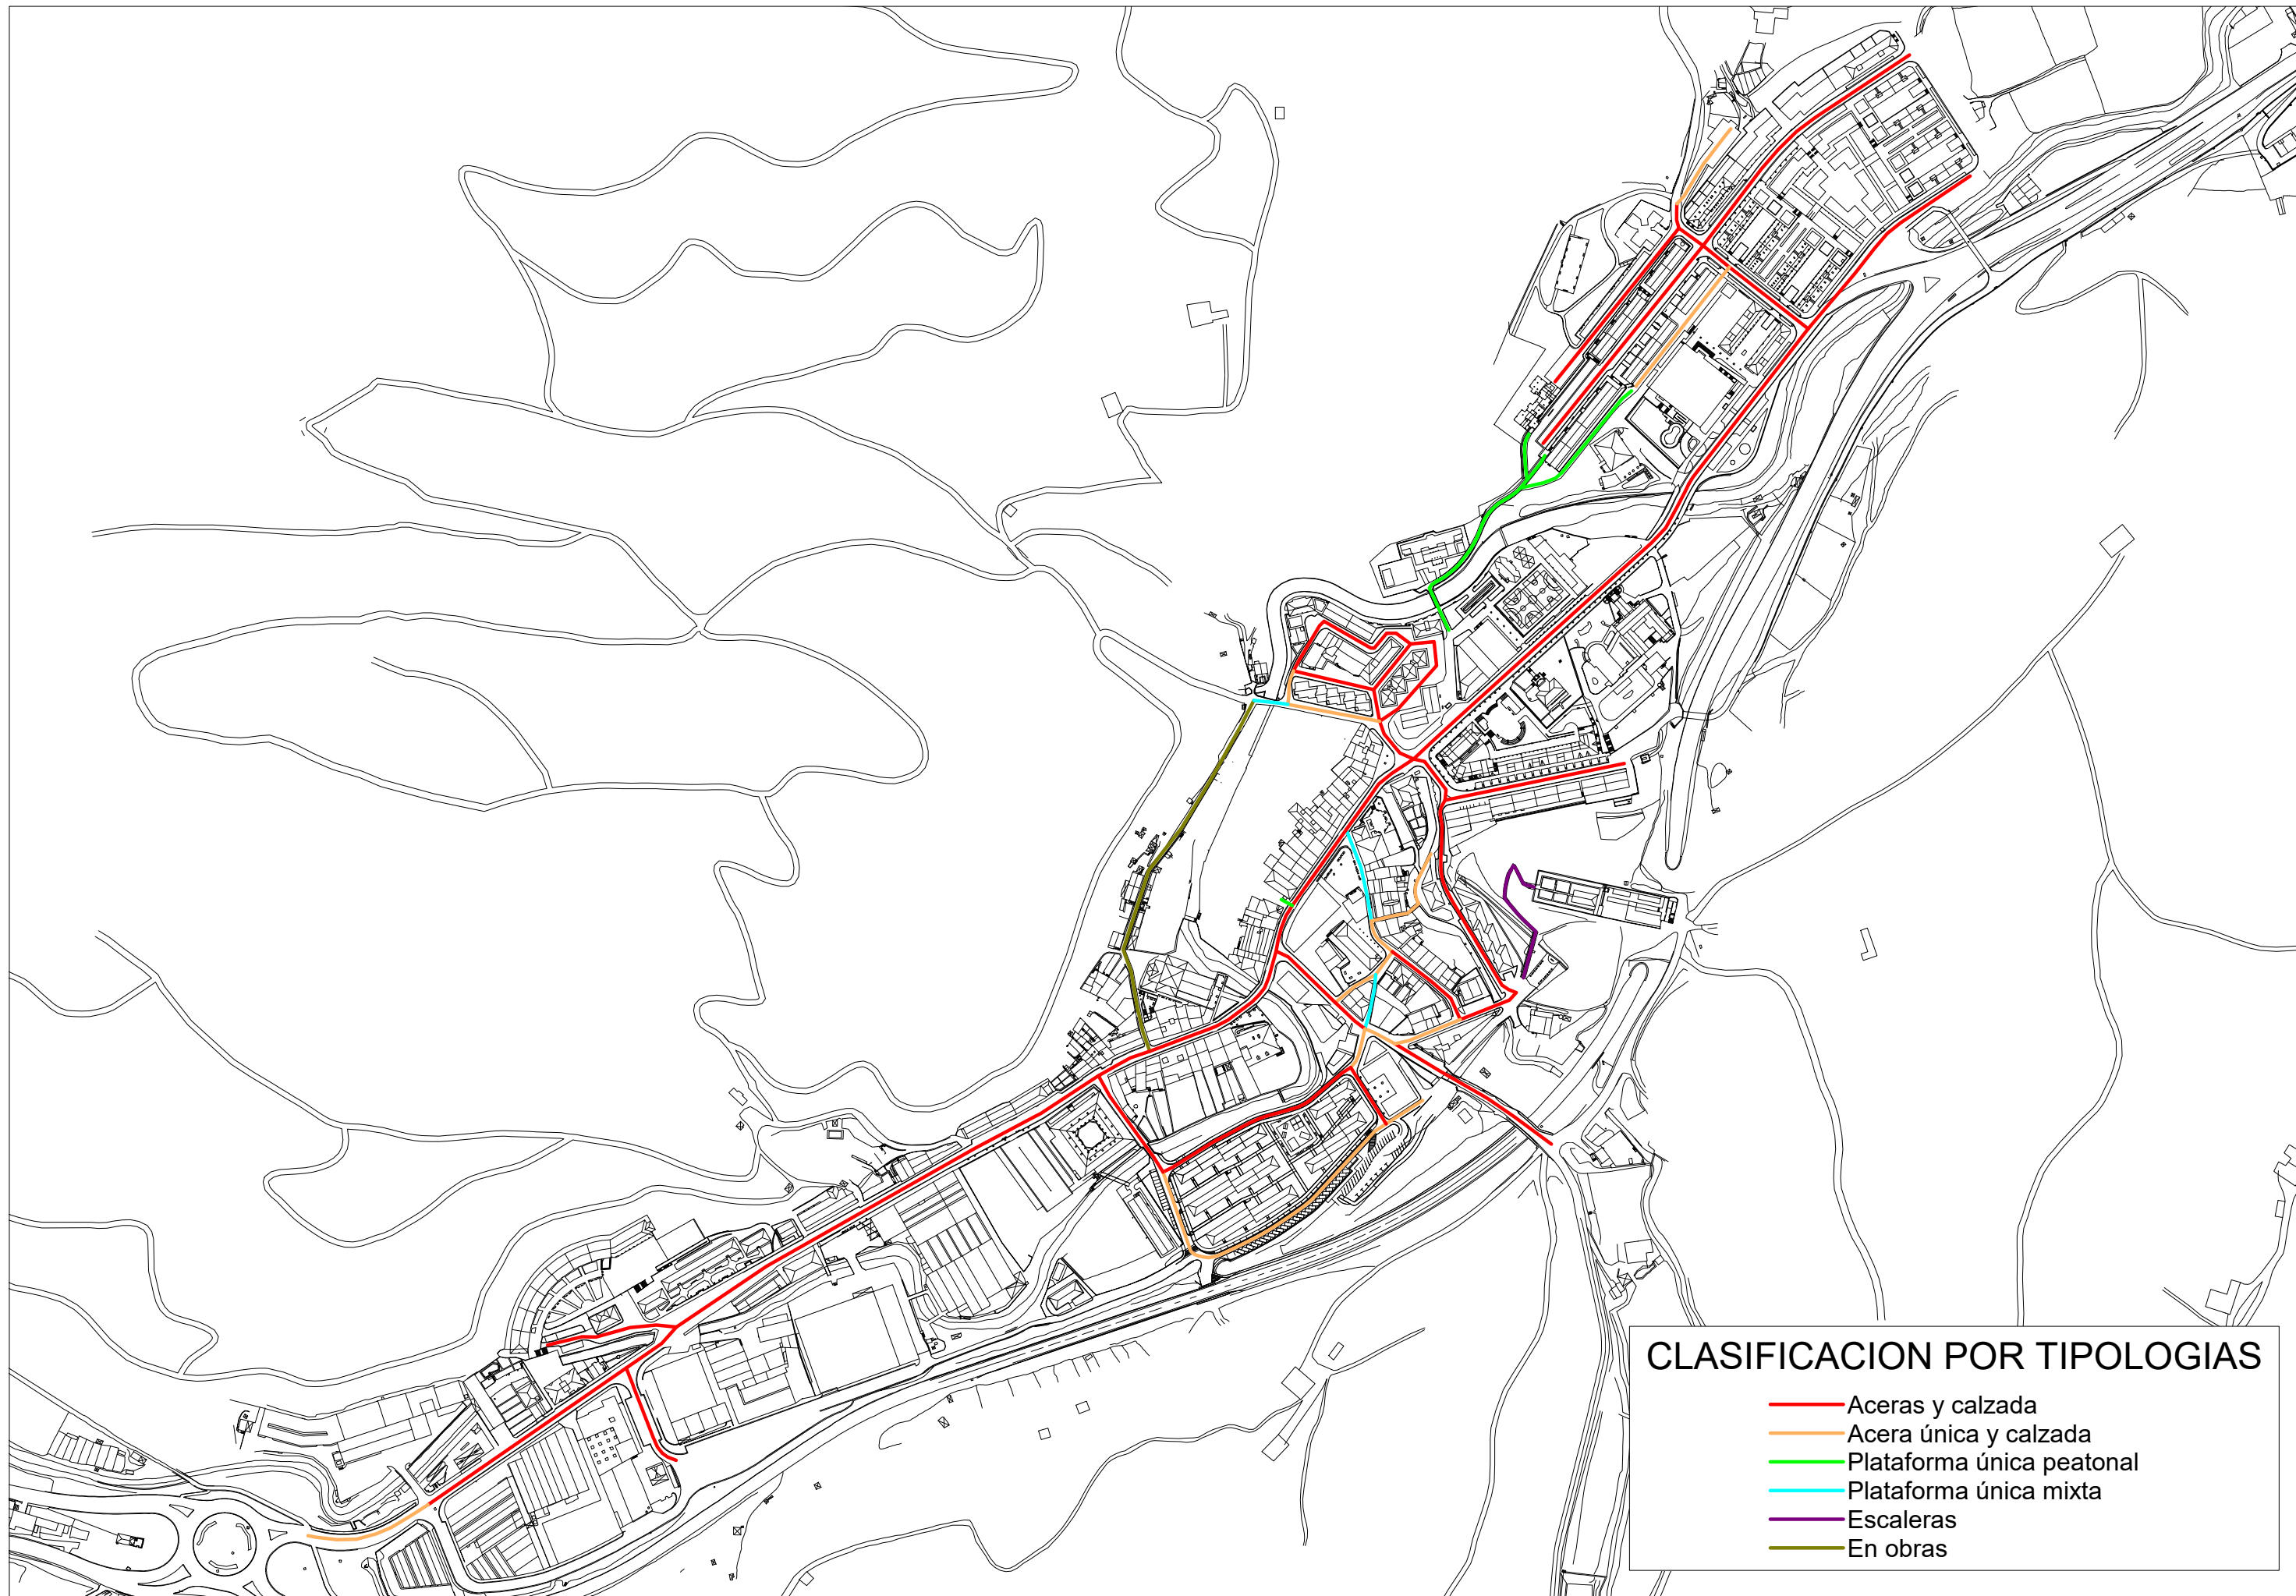 CLASIFICACION POR TIPOLOGIAS
Aceras y calzada
Acera única y calzada
Plataforma única peatonal
Plataforma única mixta
Escaleras
En obras